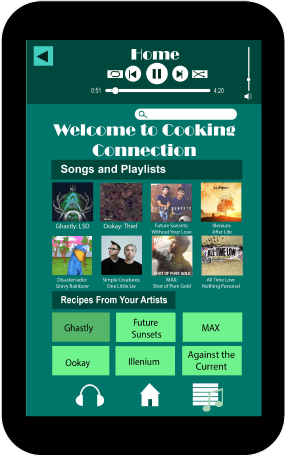 Home
0:51 4:20
Welcome to Cooking
Connection
Songs and Playlists
Ghastly: LSD
Ookay: Thief
Future Sunsets:
Without Your Love
Illenium:
After Life
Disasteradio:
Gravy Rainbow
Simple Creatures:
One Little Lie
MAX:
Shot of Pure Gold
All Time Low:
Nothing Personal
Recipes From Your Artists
Ghastly
Future
Sunsets
MAX
Ookay
Illenium
Against the
Current